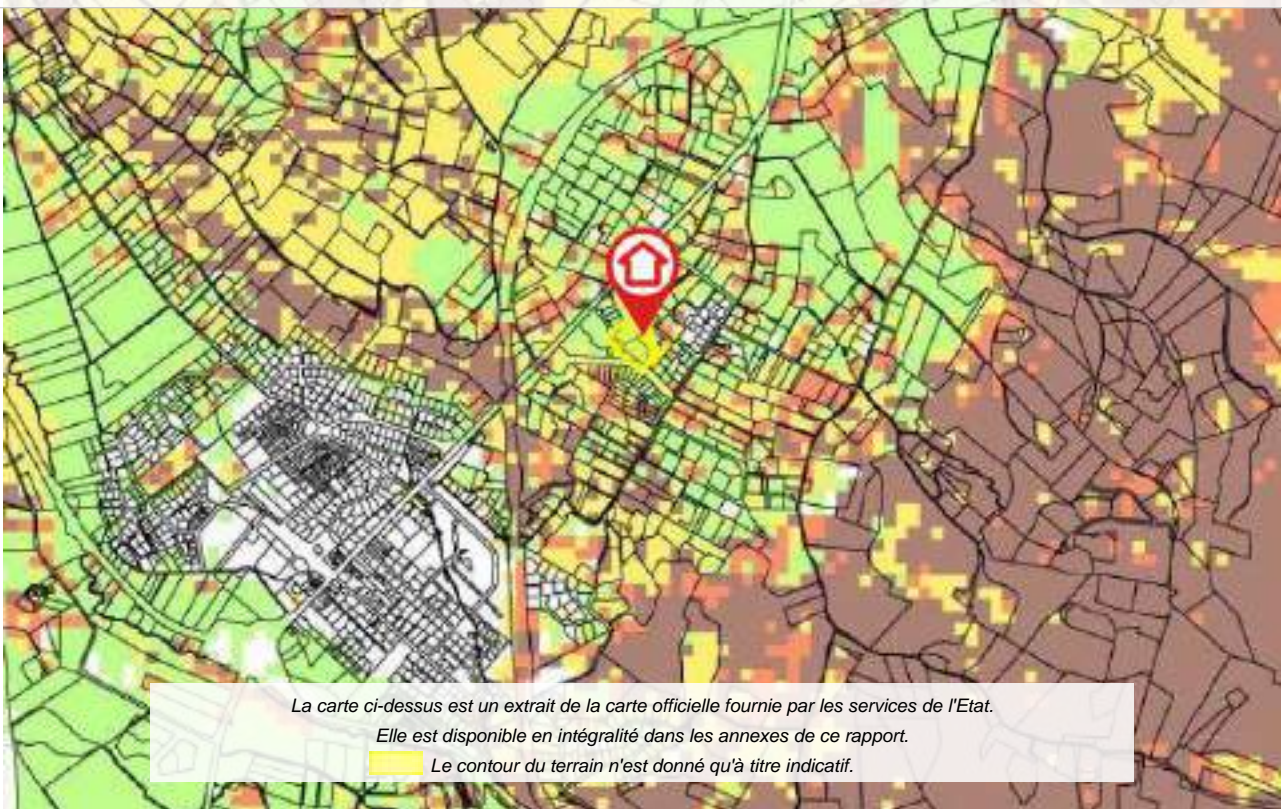 La carte ci-dessus est un extrait de la carte officielle fournie par les services de l'Etat.
Elle est disponible en intégralité dans les annexes de ce rapport.
Le contour du terrain n'est donné qu'à titre indicatif.